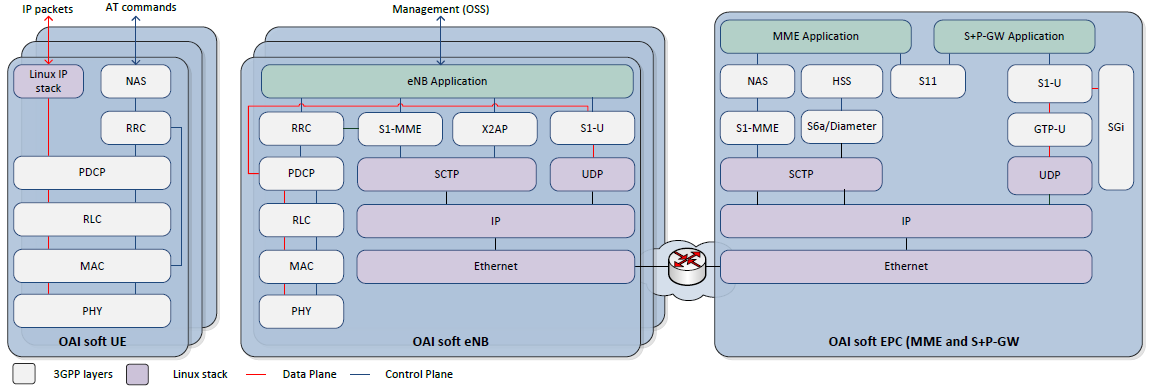 IP packets
AT commands
Management (OSS)
Linux IP
stack
NAS
RRC
PDCP
RLC
MAC
PHY
OAI soft UE
eNB Application
RRC
S1-MME
X2AP
S1-U
PDCP
SCTP
UDP
RLC
IP
MAC
Ethernet
PHY
OAI soft eNB
MME Application
S+P-GW Application
NAS
HSS
S11
S1-U
S1-MME
S6a/Diameter
GTP-U
SGi
SCTP
UDP
IP
Ethernet
OAI soft EPC (MME and S+P-GW
3GPP layers
Linux stack
Data Plane
Control Plane